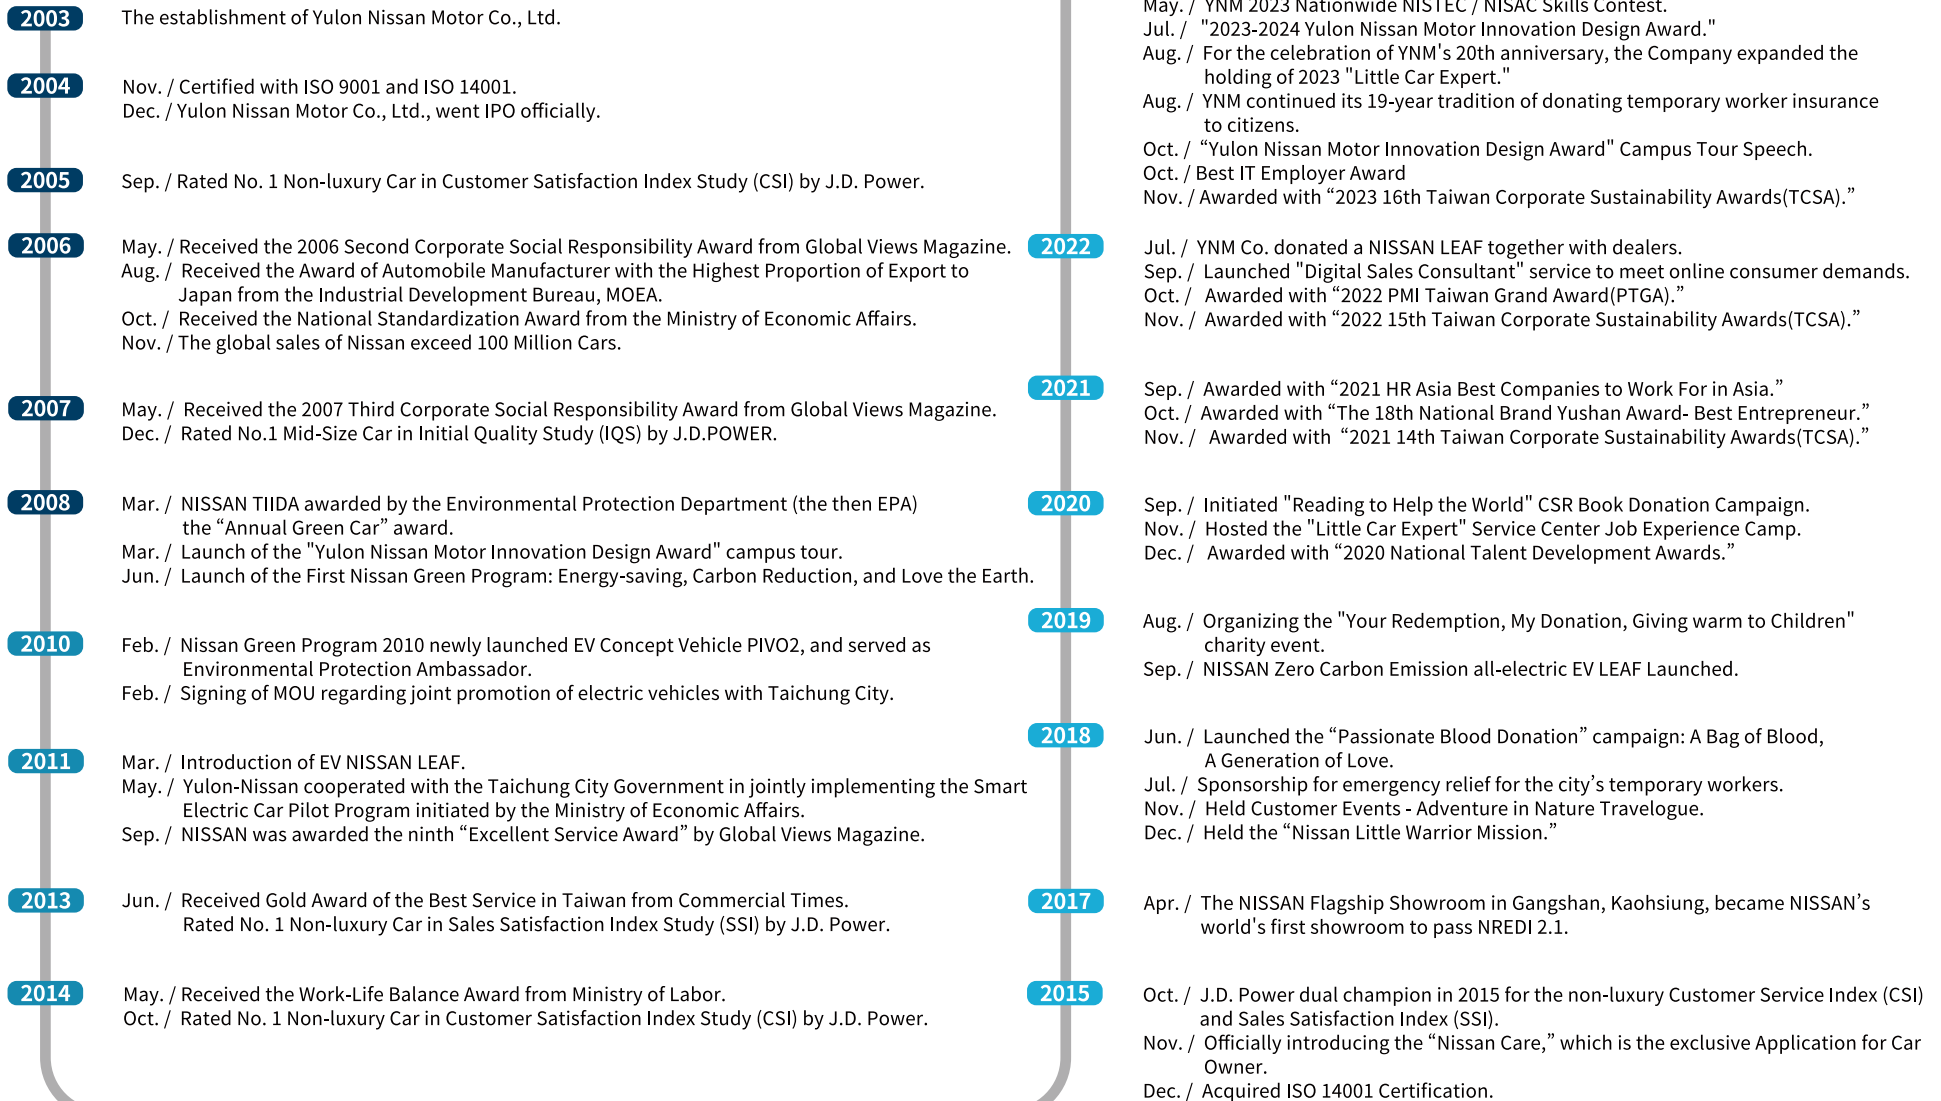 2003
The establishment of Yulon Nissan Motor Co., Ltd.
2004
Nov. / Certified with ISO 9001 and ISO 14001.
Dec. / Yulon Nissan Motor Co., Ltd., went IPO officially.
2005
Sep. / Rated No. 1 Non-luxury Car in Customer Satisfaction Index Study (CSI) by J.D. Power.
2006
May. / Received the 2006 Second Corporate Social Responsibility Award from Global Views Magazine.
Aug. / Received the Award of Automobile Manufacturer with the Highest Proportion of Export to
Japan from the Industrial Development Bureau, MOEA.
Oct. / Received the National Standardization Award from the Ministry of Economic Affairs.
Nov. / The global sales of Nissan exceed 100 Million Cars.
2007
May. / Received the 2007 Third Corporate Social Responsibility Award from Global Views Magazine.
Dec. / Rated No.1 Mid-Size Car in Initial Quality Study (IQS) by J.D.POWER.
2008
Mar. / NISSAN TIIDA awarded by the Environmental Protection Department (the then EPA)
the “Annual Green Car” award.
Mar. / Launch of the "Yulon Nissan Motor Innovation Design Award" campus tour.
Jun. / Launch of the First Nissan Green Program: Energy-saving, Carbon Reduction, and Love the Earth.
2010
Feb. / Nissan Green Program 2010 newly launched EV Concept Vehicle PIVO2, and served as
Environmental Protection Ambassador.
Feb. / Signing of MOU regarding joint promotion of electric vehicles with Taichung City.
2011
Mar. / Introduction of EV NISSAN LEAF.
May. / Yulon-Nissan cooperated with the Taichung City Government in jointly implementing the Smart
Electric Car Pilot Program initiated by the Ministry of Economic Affairs.
Sep. / NISSAN was awarded the ninth “Excellent Service Award” by Global Views Magazine.
2013
Jun. / Received Gold Award of the Best Service in Taiwan from Commercial Times.
Rated No. 1 Non-luxury Car in Sales Satisfaction Index Study (SSI) by J.D. Power.
2014
May. / Received the Work-Life Balance Award from Ministry of Labor.
Oct. / Rated No. 1 Non-luxury Car in Customer Satisfaction Index Study (CSI) by J.D. Power.
May. / YNM 2023 Nationwide NISTEC / NISAC Skills Contest.
Jul. / "2023-2024 Yulon Nissan Motor Innovation Design Award."
Aug. / For the celebration of YNM's 20th anniversary, the Company expanded the
holding of 2023 "Little Car Expert."
Aug. / YNM continued its 19-year tradition of donating temporary worker insurance
to citizens.
Oct. / “Yulon Nissan Motor Innovation Design Award" Campus Tour Speech.
Oct. / Best IT Employer Award
Nov. / Awarded with “2023 16th Taiwan Corporate Sustainability Awards(TCSA).”
2022
Jul. / YNM Co. donated a NISSAN LEAF together with dealers.
Sep. / Launched "Digital Sales Consultant" service to meet online consumer demands.
Oct. / Awarded with “2022 PMI Taiwan Grand Award(PTGA).”
Nov. / Awarded with “2022 15th Taiwan Corporate Sustainability Awards(TCSA).”
2021
Sep. / Awarded with “2021 HR Asia Best Companies to Work For in Asia.”
Oct. / Awarded with “The 18th National Brand Yushan Award- Best Entrepreneur.”
Nov. / Awarded with “2021 14th Taiwan Corporate Sustainability Awards(TCSA).”
2020
Sep. / Initiated "Reading to Help the World" CSR Book Donation Campaign.
Nov. / Hosted the "Little Car Expert" Service Center Job Experience Camp.
Dec. / Awarded with “2020 National Talent Development Awards.”
2019
Aug. / Organizing the "Your Redemption, My Donation, Giving warm to Children"
charity event.
Sep. / NISSAN Zero Carbon Emission all-electric EV LEAF Launched.
2018
Jun. / Launched the “Passionate Blood Donation” campaign: A Bag of Blood,
A Generation of Love.
Jul. / Sponsorship for emergency relief for the city’s temporary workers.
Nov. / Held Customer Events - Adventure in Nature Travelogue.
Dec. / Held the “Nissan Little Warrior Mission.”
2017
Apr. / The NISSAN Flagship Showroom in Gangshan, Kaohsiung, became NISSAN’s
world's first showroom to pass NREDI 2.1.
2015
Oct. / J.D. Power dual champion in 2015 for the non-luxury Customer Service Index (CSI)
and Sales Satisfaction Index (SSI).
Nov. / Officially introducing the “Nissan Care,” which is the exclusive Application for Car
Owner.
Dec. / Acquired ISO 14001 Certification.